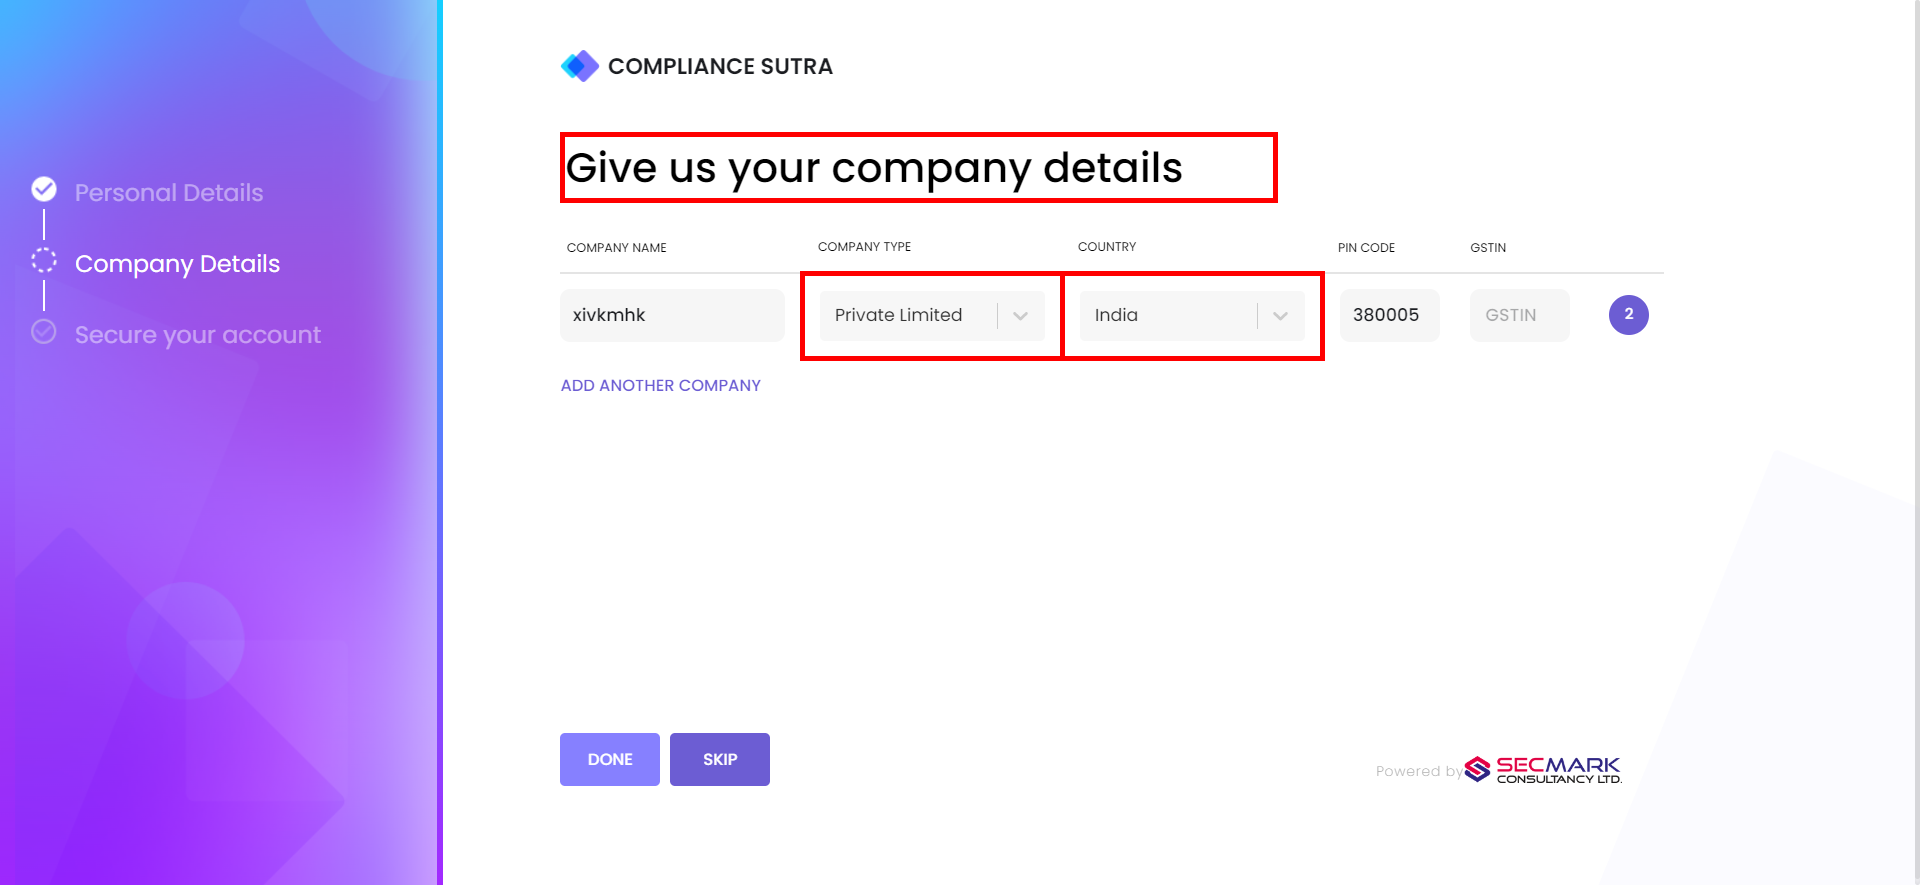 COMPLIANCE SUTRA
Give us your company details
Personal Details
Company Details
Secure your account
COMPANY NAME COMPANY TYPE COUNTRY PIN CODE GSTIN
xivkmhk Private Limited India 380005 GSTIN 2
ADD ANOTHER COMPANY
DONE SKIP
Powered by SECMARK
CONSULTANCY LTD.